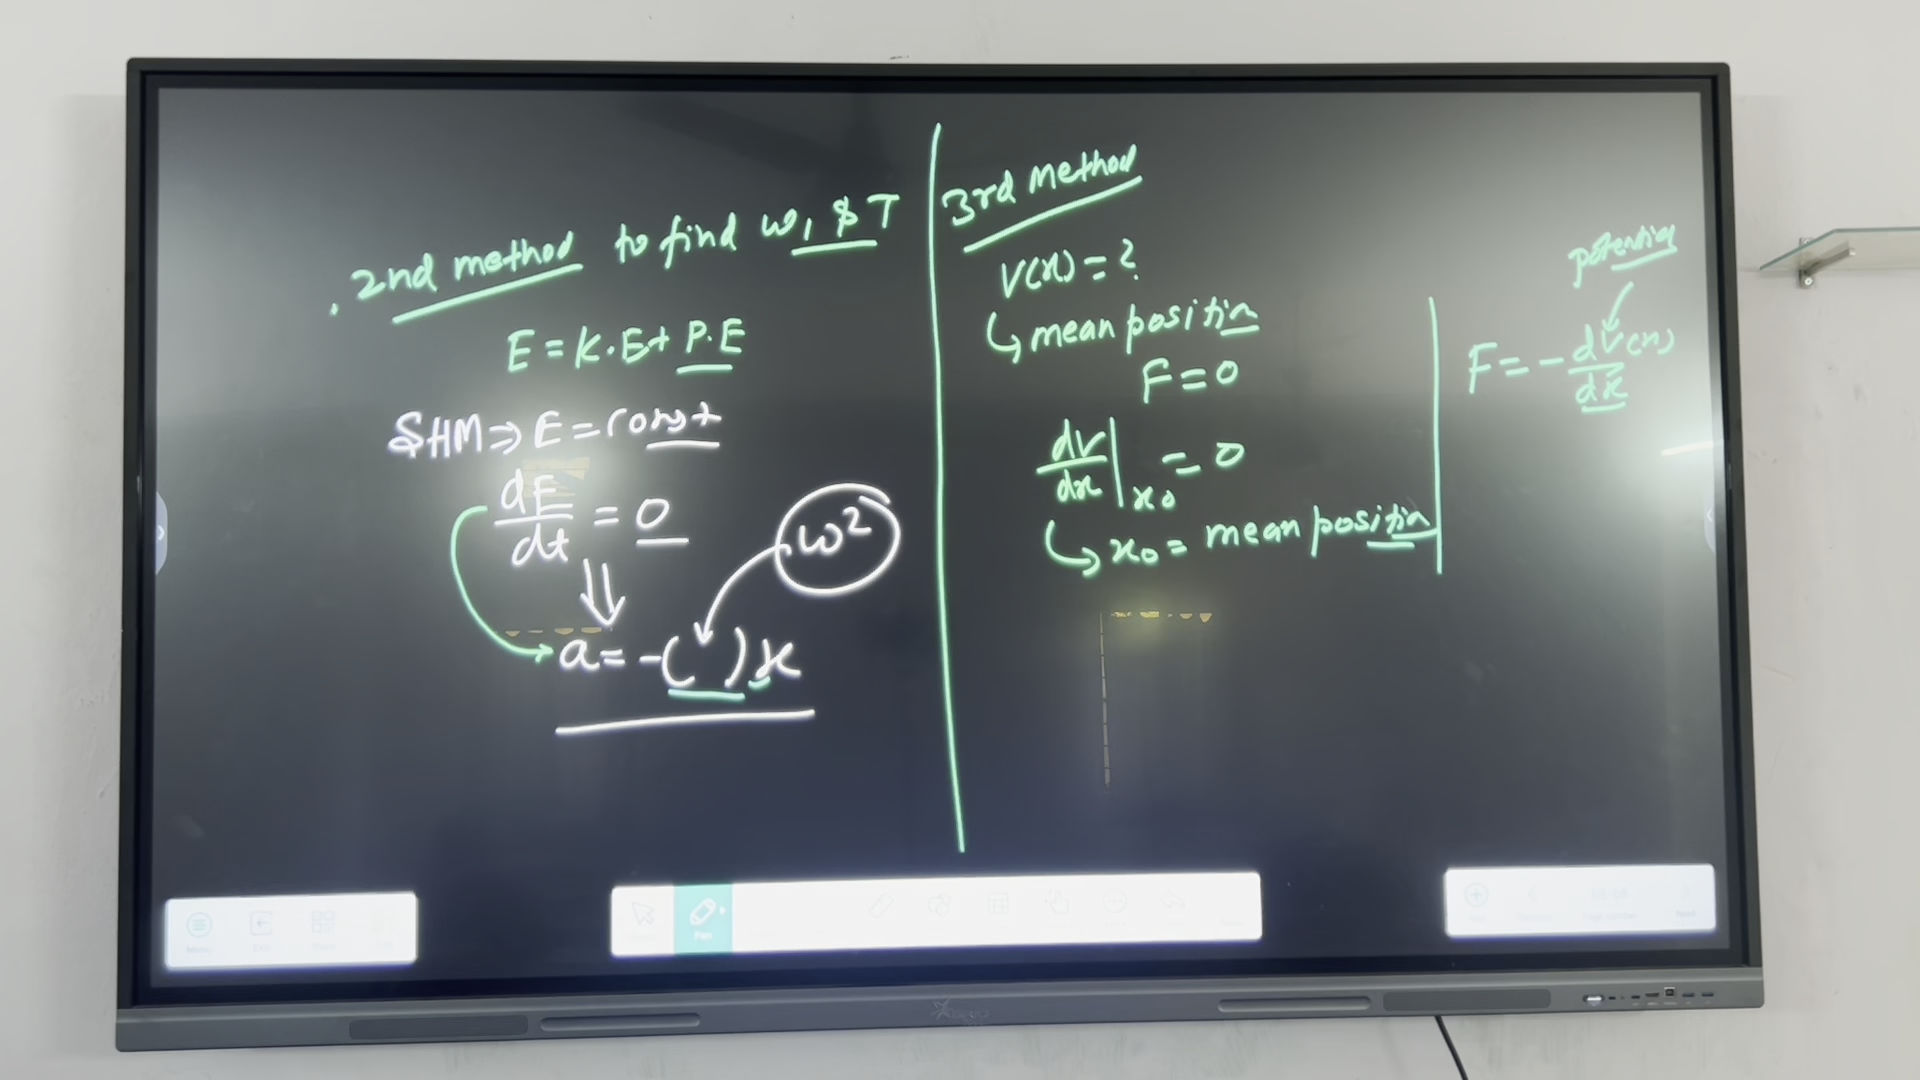 2nd method to find ω, & T
E = K.E + P.E
SHM ⇒ E = const
dE/dt = 0
⇓
ω²
a = -( )x
3rd method
V(x) = ?
↳ mean position
F = 0
dV/dx |x₀ = 0
↳ x₀ = mean position
potential
F = - dV(x)/dx
Pen